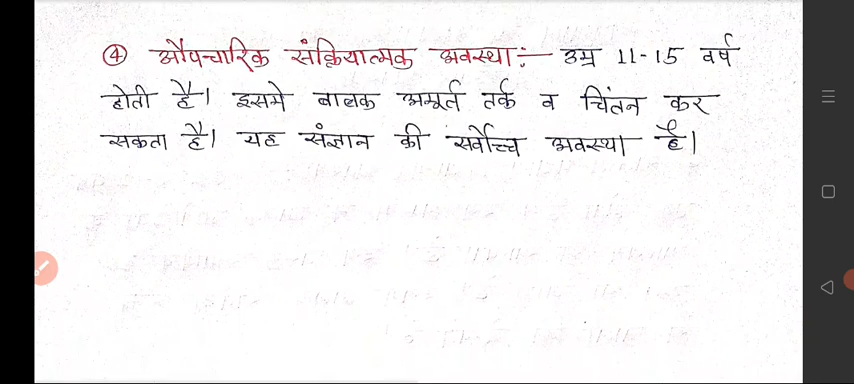 ④ औपचारिक संक्रियात्मक अवस्था:— उम्र 11-15 वर्ष
होती है। इसमे बालक अमूर्त तर्क व चिंतन कर
सकता है। यह संज्ञान की सर्वोच्च अवस्था है।